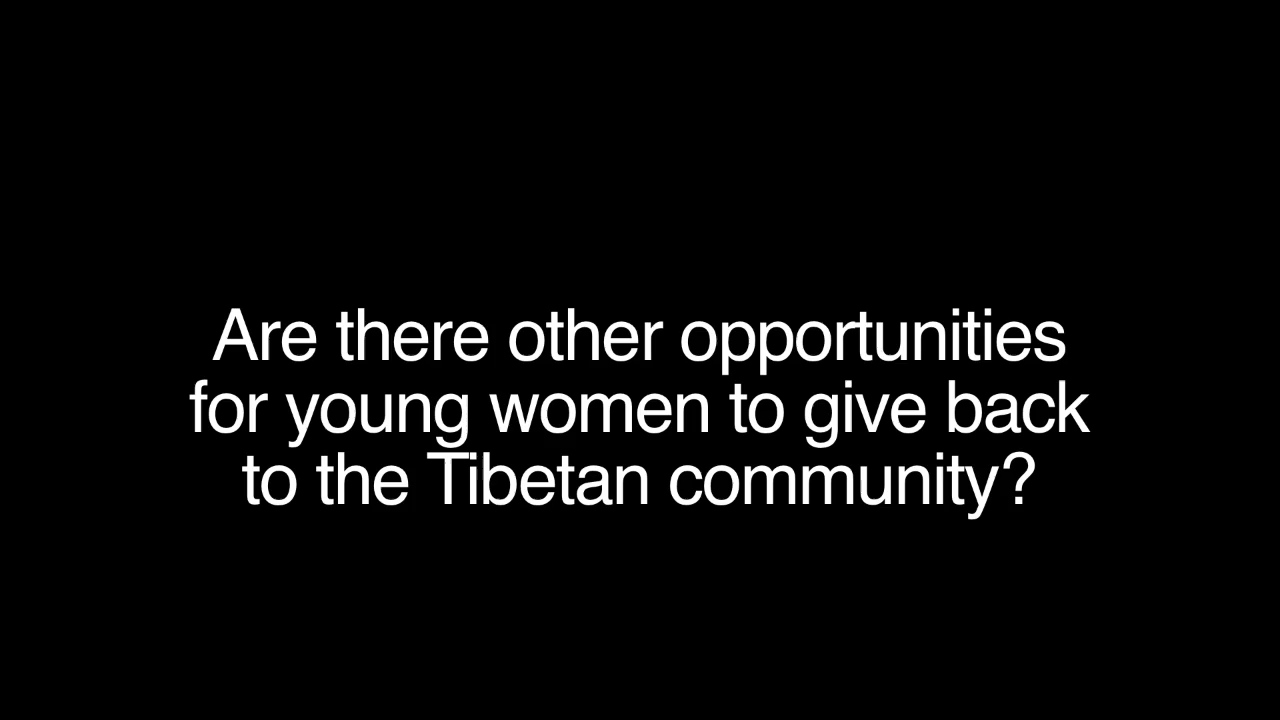 Are there other opportunities
for young women to give back
to the Tibetan community?